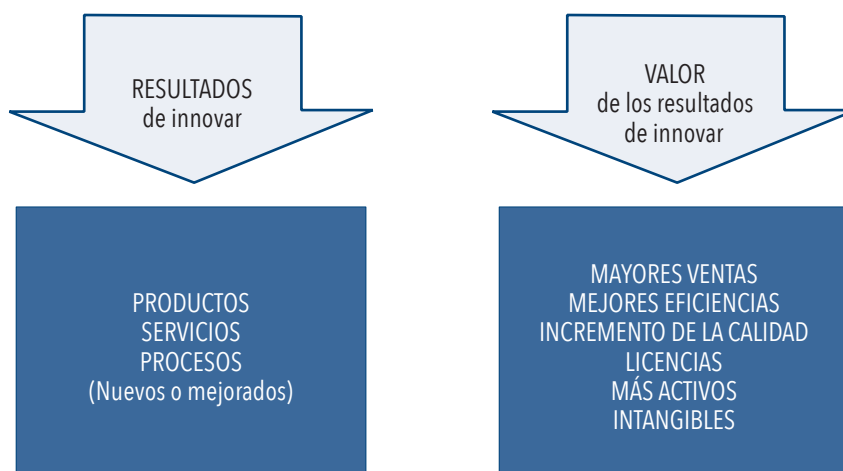 RESULTADOS
de innovar
VALOR
de los resultados
de innovar
PRODUCTOS
SERVICIOS
PROCESOS
(Nuevos o mejorados)
MAYORES VENTAS
MEJORES EFICIENCIAS
INCREMENTO DE LA CALIDAD
LICENCIAS
MÁS ACTIVOS
INTANGIBLES